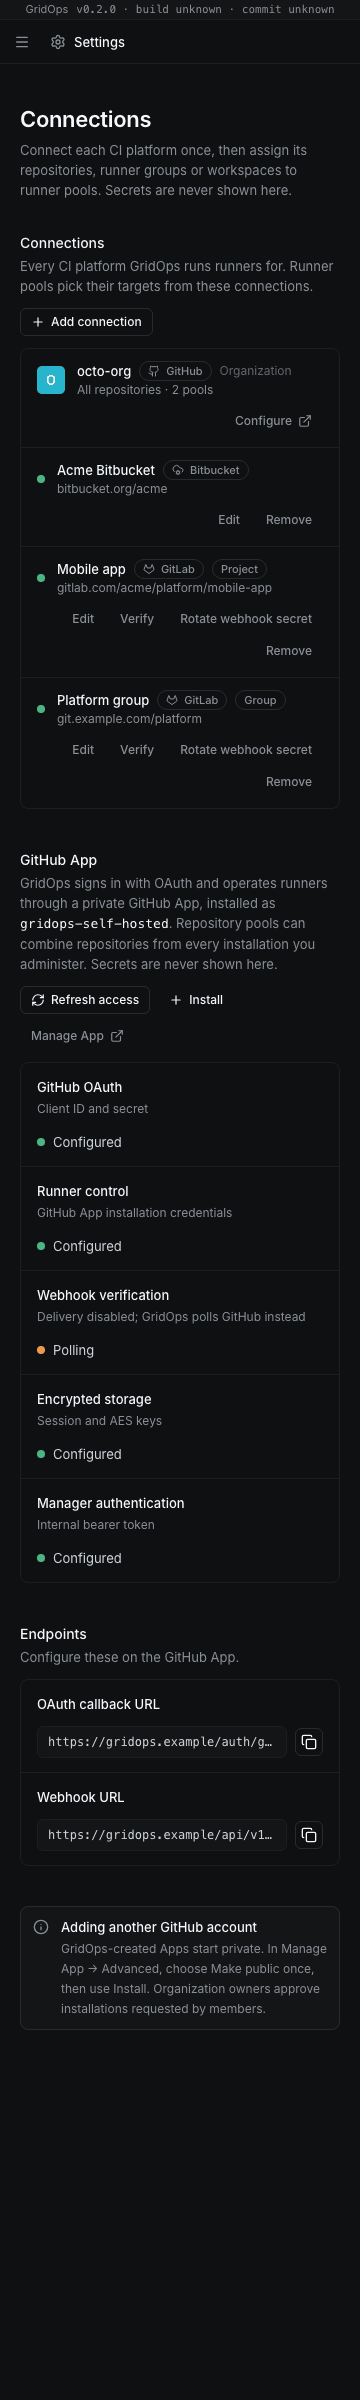 GridOps v0.2.0 · build unknown · commit unknown
Settings
Connections
Connect each CI platform once, then assign its
repositories, runner groups or workspaces to
runner pools. Secrets are never shown here.
Connections
Every CI platform GridOps runs runners for. Runner
pools pick their targets from these connections.
Add connection
octo-org GitHub Organization
All repositories · 2 pools
Configure
Acme Bitbucket Bitbucket
bitbucket.org/acme
Edit Remove
Mobile app GitLab Project
gitlab.com/acme/platform/mobile-app
Edit Verify Rotate webhook secret
Remove
Platform group GitLab Group
git.example.com/platform
Edit Verify Rotate webhook secret
Remove
GitHub App
GridOps signs in with OAuth and operates runners
through a private GitHub App, installed as
gridops-self-hosted. Repository pools can
combine repositories from every installation you
administer. Secrets are never shown here.
Refresh access Install
Manage App
GitHub OAuth
Client ID and secret
Configured
Runner control
GitHub App installation credentials
Configured
Webhook verification
Delivery disabled; GridOps polls GitHub instead
Polling
Encrypted storage
Session and AES keys
Configured
Manager authentication
Internal bearer token
Configured
Endpoints
Configure these on the GitHub App.
OAuth callback URL
https://gridops.example/auth/g…
Webhook URL
https://gridops.example/api/v1…
Adding another GitHub account
GridOps-created Apps start private. In Manage
App → Advanced, choose Make public once,
then use Install. Organization owners approve
installations requested by members.